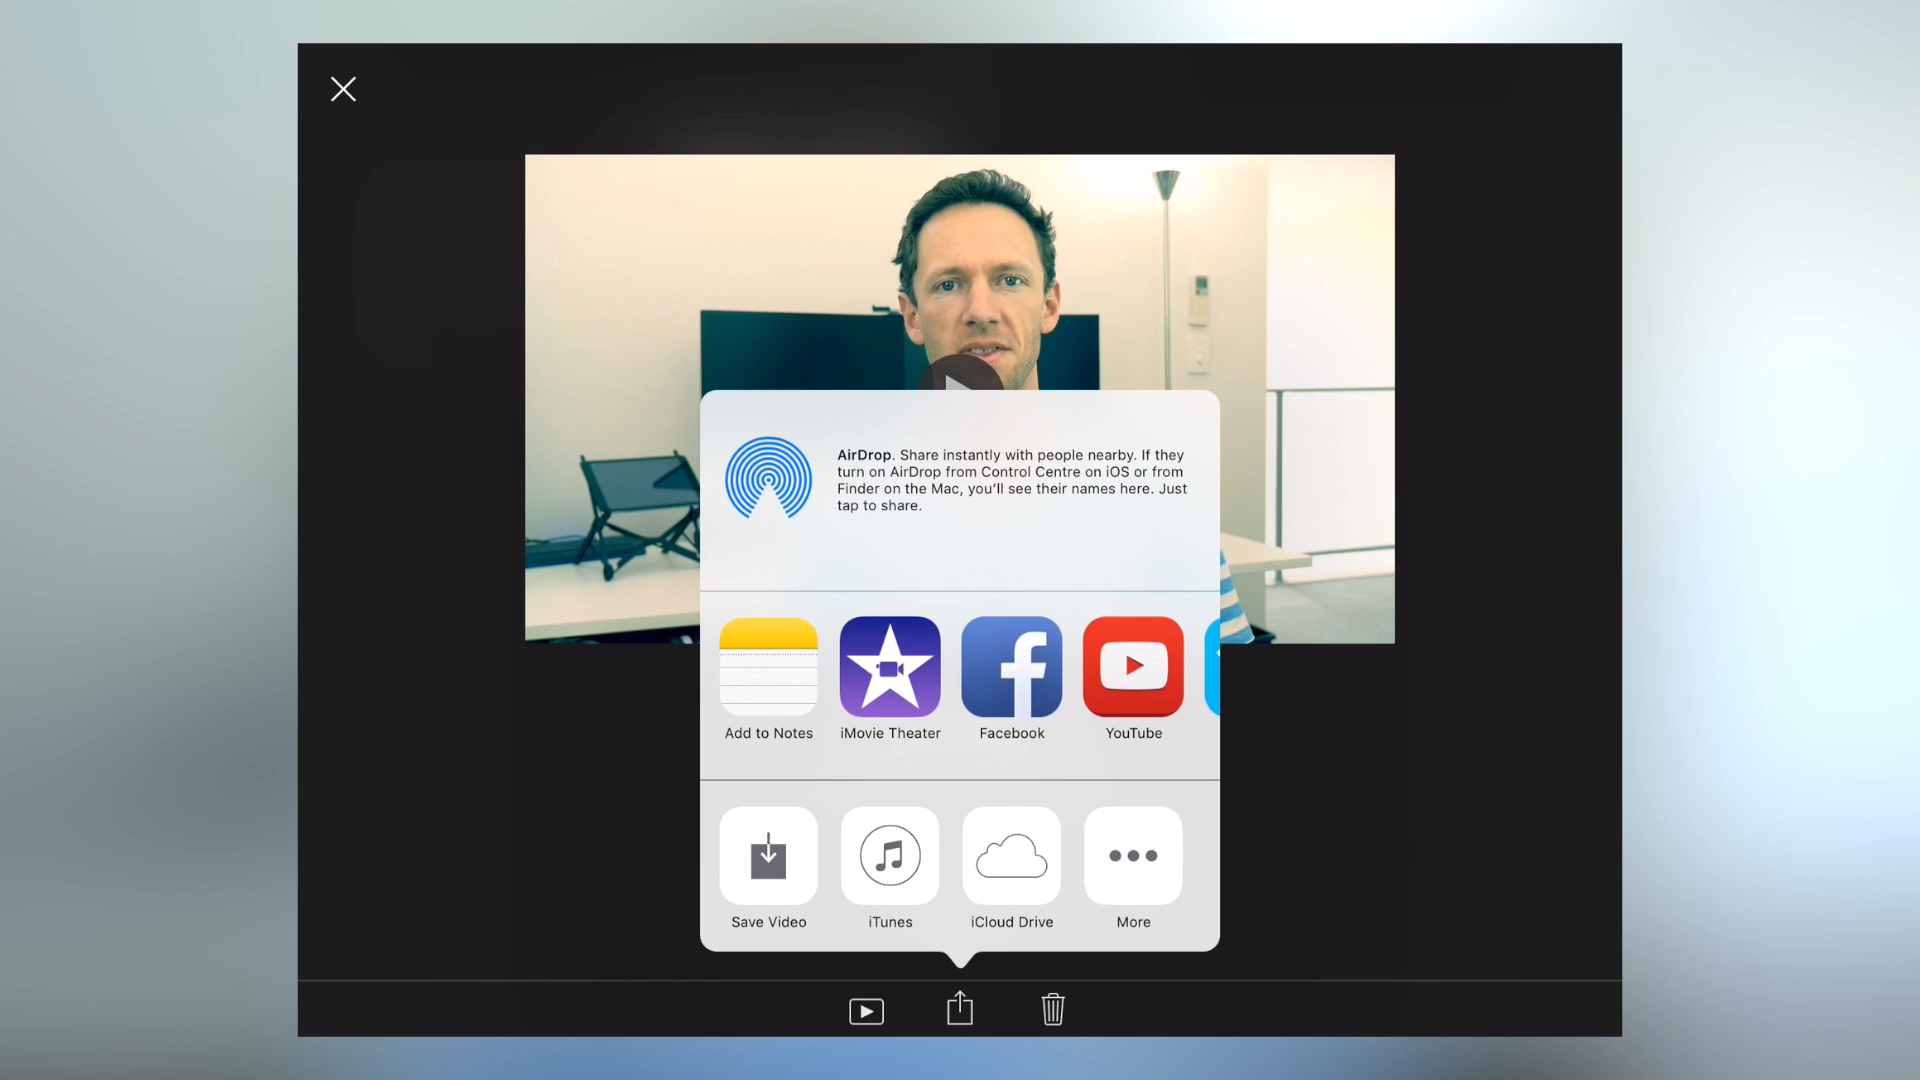 AirDrop. Share instantly with people nearby. If they
turn on AirDrop from Control Centre on iOS or from
Finder on the Mac, you’ll see their names here. Just
tap to share.
Add to Notes
iMovie Theater
Facebook
YouTube
Save Video
iTunes
iCloud Drive
More